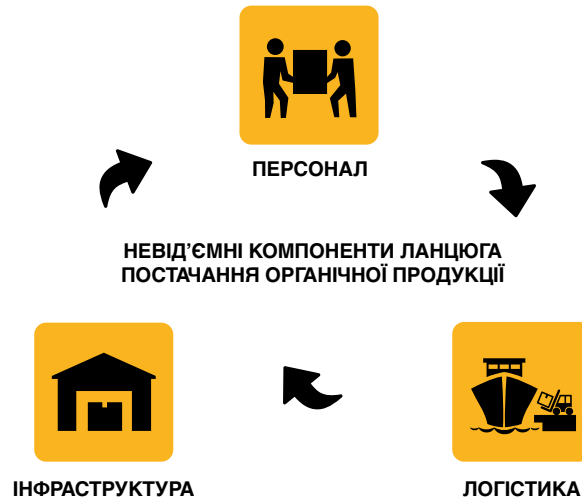 ПЕРСОНАЛ
НЕВІД’ЄМНІ КОМПОНЕНТИ ЛАНЦЮГА
ПОСТАЧАННЯ ОРГАНІЧНОЇ ПРОДУКЦІЇ
ІНФРАСТРУКТУРА
ЛОГІСТИКА